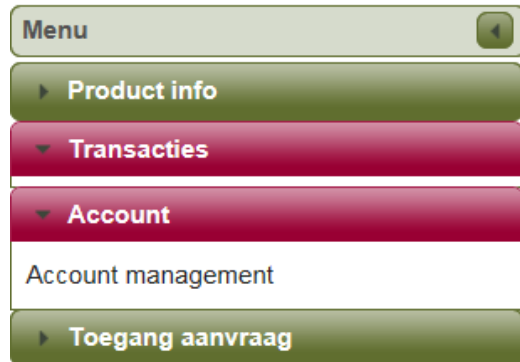 Menu
Product info
Transacties
Account
Account management
Toegang aanvraag